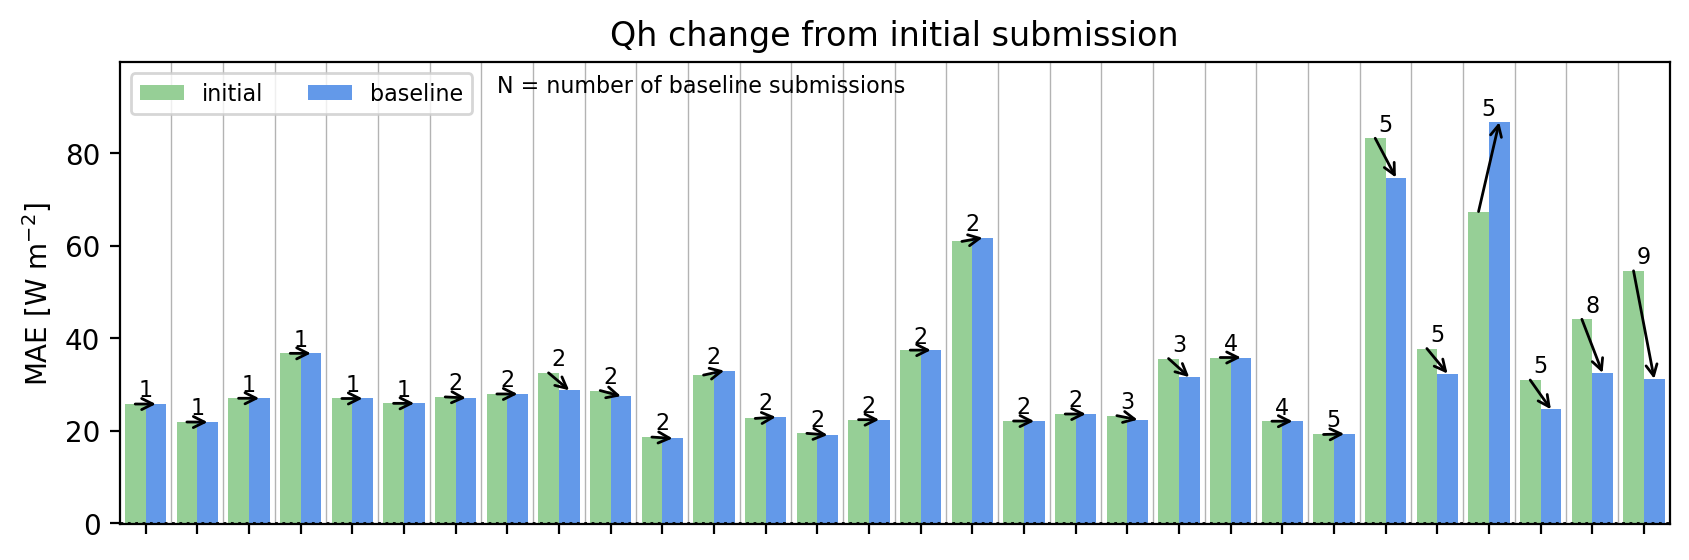 Qh change from initial submission
initial
baseline
N = number of baseline submissions
MAE [W m⁻²]
80
60
40
20
0
1 1 1 1 1 1 2 2 2 2 2 2 2 2 2 2 2 2 2 3 3 4 4 5 5 5 5 5 8 9